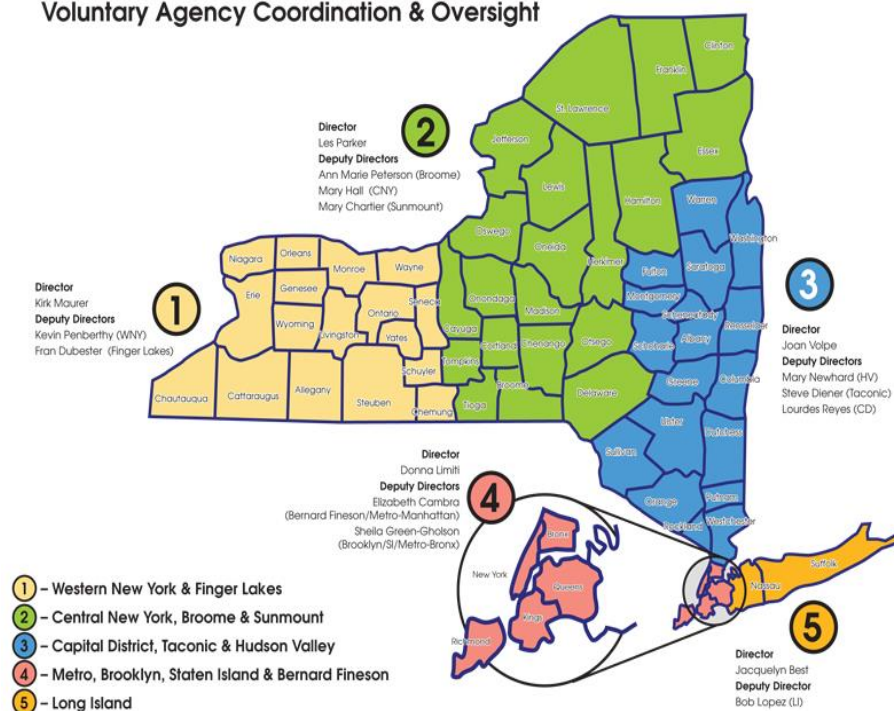 Voluntary Agency Coordination & Oversight
2
Director
Les Parker
Deputy Directors
Ann Marie Peterson (Broome)
Mary Hall (CNY)
Mary Chartier (Sunmount)
Clinton
Franklin
St. Lawrence
Jefferson
Essex
Lewis
Hamilton
Oswego
Oneida
Herkimer
Onondaga
Madison
Cayuga
Cortland
Chenango
Otsego
Tompkins
Broome
Tioga
Delaware
1
Director
Kirk Maurer
Deputy Directors
Kevin Penberthy (WNY)
Fran Dubester (Finger Lakes)
Niagara
Orleans
Monroe
Wayne
Erie
Genesee
Ontario
Seneca
Wyoming
Livingston
Yates
Schuyler
Chautauqua
Cattaraugus
Allegany
Steuben
Chemung
3
Director
Joan Volpe
Deputy Directors
Mary Newhard (HV)
Steve Diener (Taconic)
Lourdes Reyes (CD)
Warren
Washington
Fulton
Saratoga
Montgomery
Schenectady
Rensselaer
Schoharie
Albany
Greene
Columbia
Ulster
Dutchess
Sullivan
Orange
Putnam
Rockland
Westchester
4
Director
Donna Limiti
Deputy Directors
Elizabeth Cambra
(Bernard Fineson/Metro-Manhattan)
Sheila Green-Gholson
(Brooklyn/SI/Metro-Bronx)
Bronx
New York
Queens
Kings
Richmond
Suffolk
Nassau
5
Director
Jacquelyn Best
Deputy Director
Bob Lopez (LI)
1 – Western New York & Finger Lakes
2 – Central New York, Broome & Sunmount
3 – Capital District, Taconic & Hudson Valley
4 – Metro, Brooklyn, Staten Island & Bernard Fineson
5 – Long Island